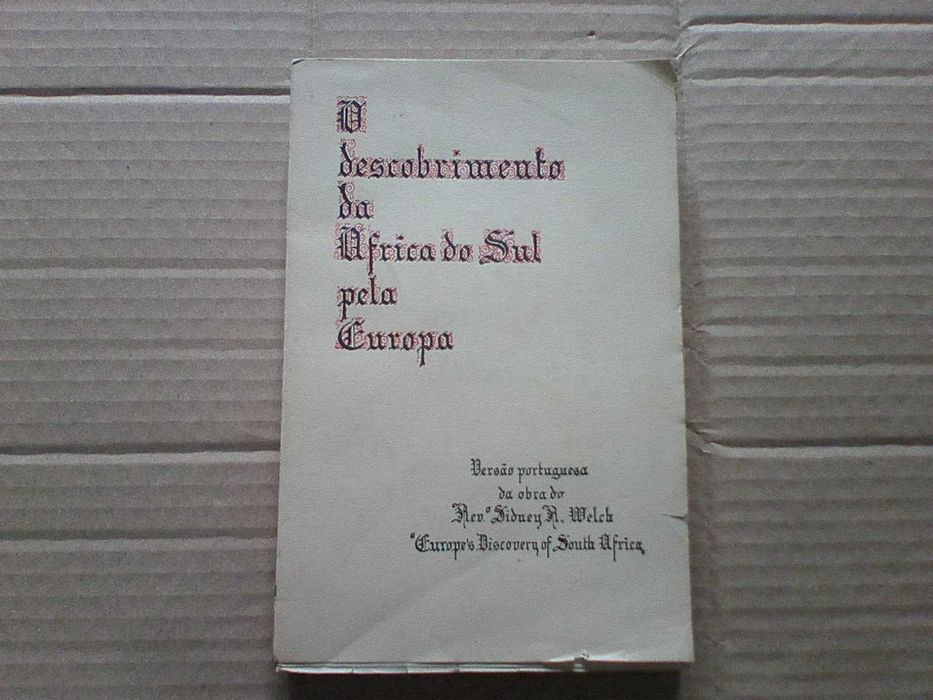 O
descobrimento
da
África do Sul
pela
Europa
Versão portuguesa
da obra do
Rev.º Sidney R. Welch
"Europe's Discovery of South Africa"